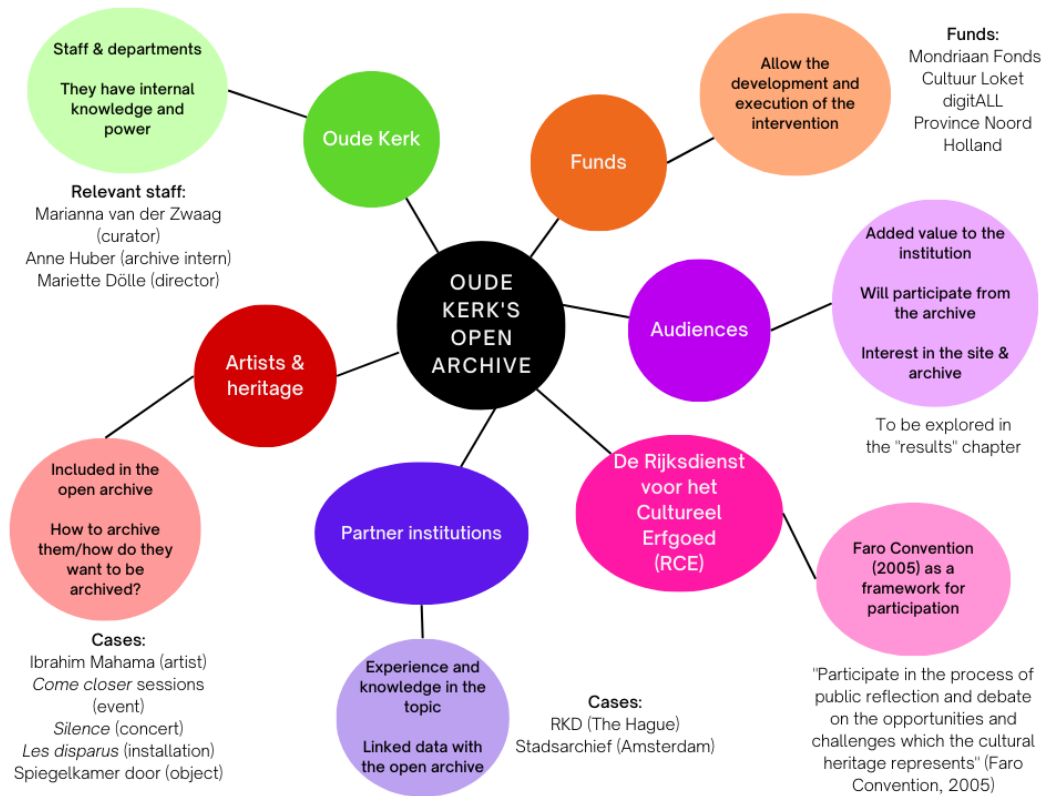 Staff & departments
They have internal
knowledge and
power
Oude Kerk
Relevant staff:
Marianna van der Zwaag
(curator)
Anne Huber (archive intern)
Mariette Dölle (director)
Funds
Allow the
development and
execution of the
intervention
Funds:
Mondriaan Fonds
Cultuur Loket
digitALL
Province Noord
Holland
OUDE
KERK'S
OPEN
ARCHIVE
Audiences
Added value to the
institution
Will participate from
the archive
Interest in the site &
archive
To be explored in
the "results" chapter
Artists &
heritage
Included in the
open archive
How to archive
them/how do they
want to be
archived?
Cases:
Ibrahim Mahama (artist)
Come closer sessions
(event)
Silence (concert)
Les disparus (installation)
Spiegelkamer door (object)
Partner institutions
Experience and
knowledge in the
topic
Linked data with
the open archive
Cases:
RKD (The Hague)
Stadsarchief (Amsterdam)
De Rijksdienst
voor het
Cultureel
Erfgoed
(RCE)
Faro Convention
(2005) as a
framework for
participation
"Participate in the process of
public reflection and debate
on the opportunities and
challenges which the cultural
heritage represents" (Faro
Convention, 2005)